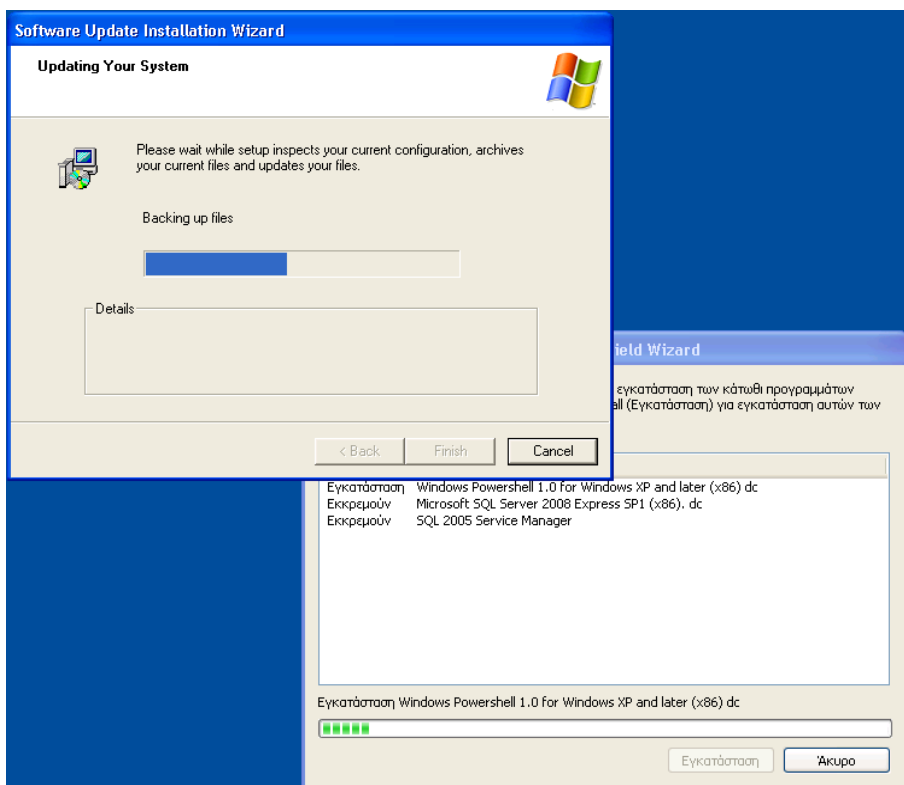 Software Update Installation Wizard
Updating Your System
Please wait while setup inspects your current configuration, archives
your current files and updates your files.
Backing up files
Details
< Back
Finish
Cancel
ield Wizard
εγκατάσταση των κάτωθι προγραμμάτων
all (Εγκατάσταση) για εγκατάσταση αυτών των
Εγκατάσταση Windows Powershell 1.0 for Windows XP and later (x86) dc
Εκκρεμούν Microsoft SQL Server 2008 Express SP1 (x86). dc
Εκκρεμούν SQL 2005 Service Manager
Εγκατάσταση Windows Powershell 1.0 for Windows XP and later (x86) dc
Εγκατάσταση
Άκυρο